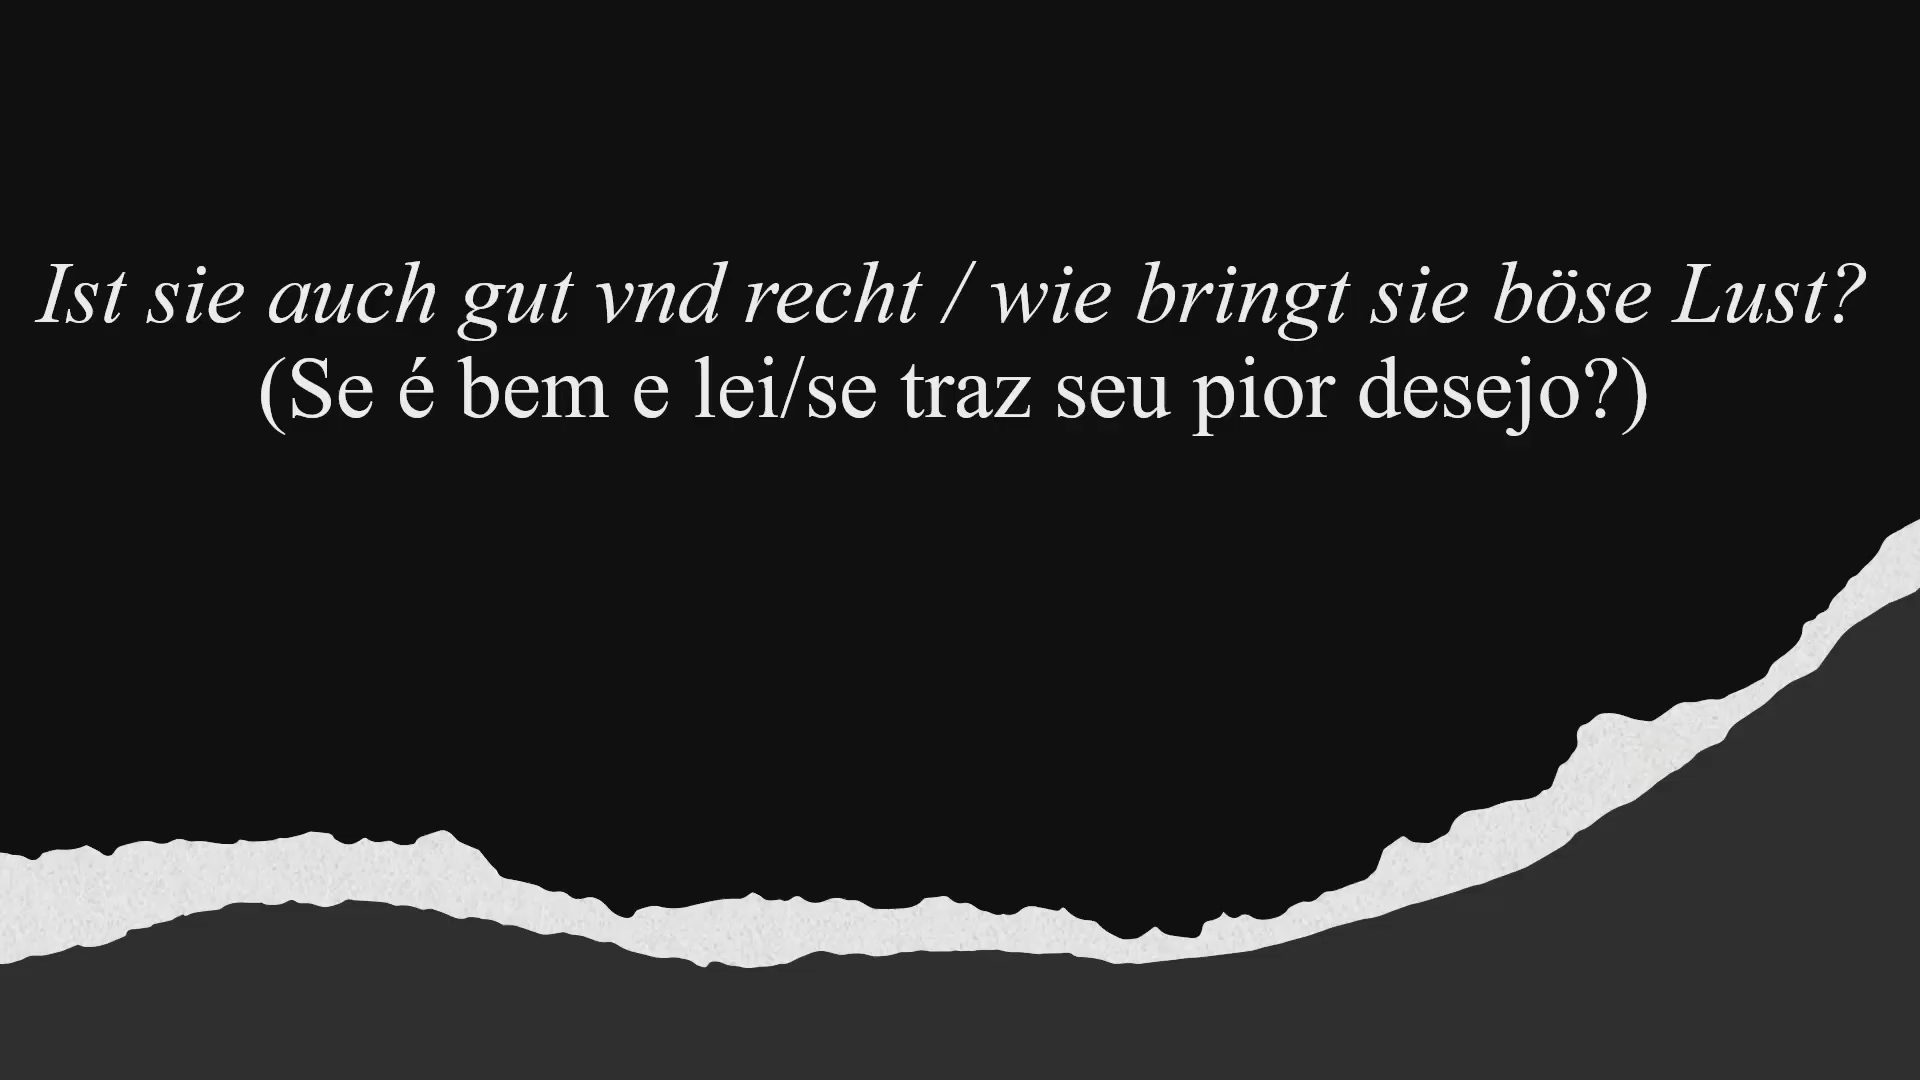 Ist sie auch gut vnd recht / wie bringt sie böse Lust?
(Se é bem e lei/se traz seu pior desejo?)